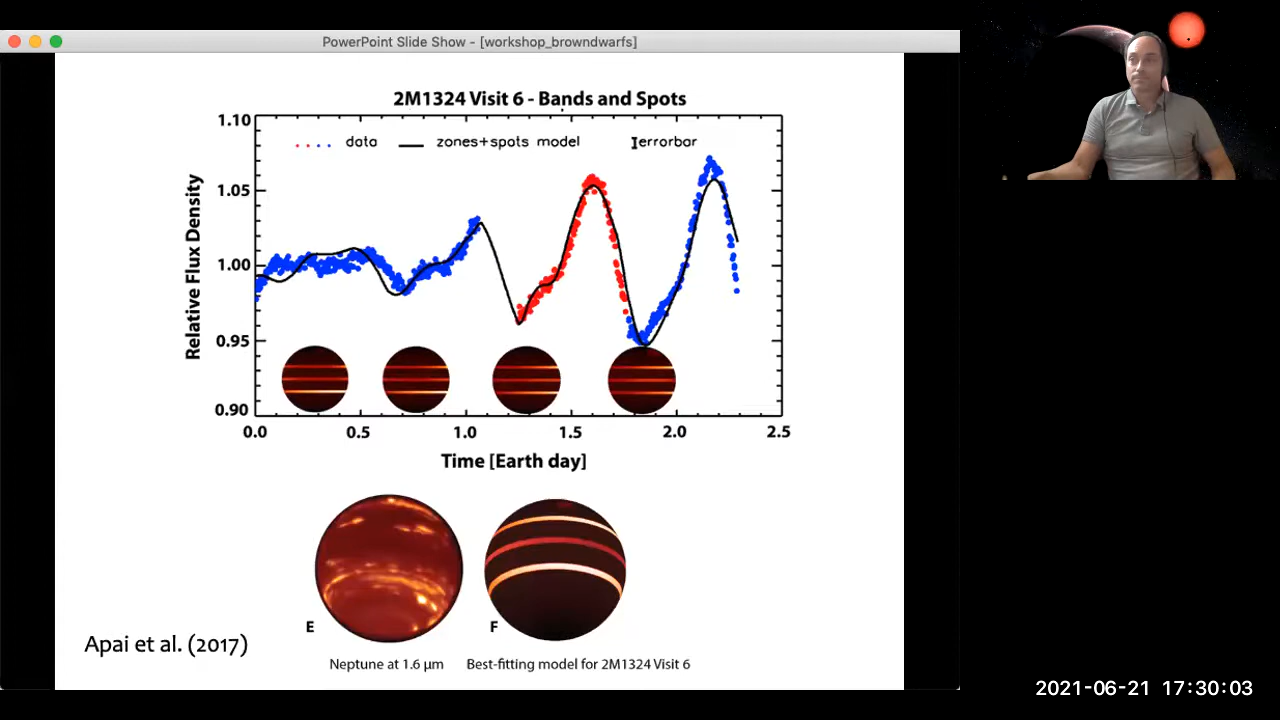 PowerPoint Slide Show - [workshop_browndwarfs]
2M1324 Visit 6 - Bands and Spots
1.10
data
zones+spots model
errorbar
1.05
1.00
0.95
0.90
Relative Flux Density
0.0 0.5 1.0 1.5 2.0 2.5
Time [Earth day]
E
F
Apai et al. (2017)
Neptune at 1.6 μm
Best-fitting model for 2M1324 Visit 6
2021-06-21 17:30:03